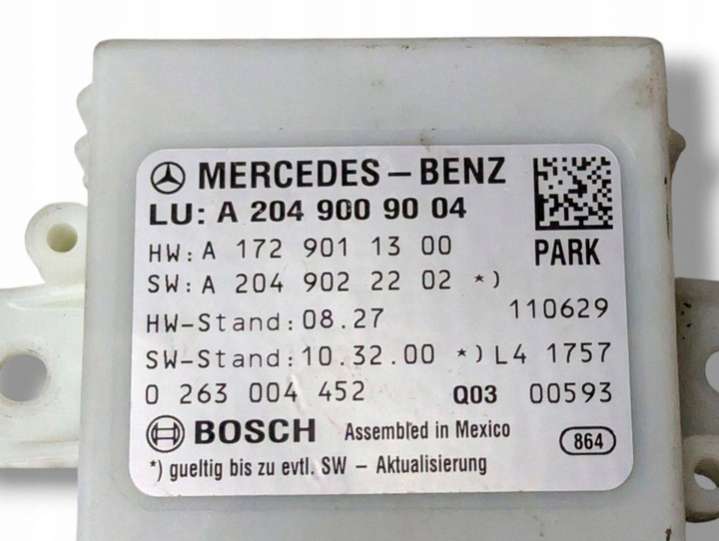 MERCEDES – BENZ
LU: A 204 900 90 04
HW: A 172 901 13 00
PARK
SW: A 204 902 22 02 *)
HW-Stand: 08.27 110629
SW-Stand: 10.32.00 *) L4 1757
0 263 004 452 Q03 00593
BOSCH Assembled in Mexico 864
*) gueltig bis zu evtl. SW – Aktualisierung